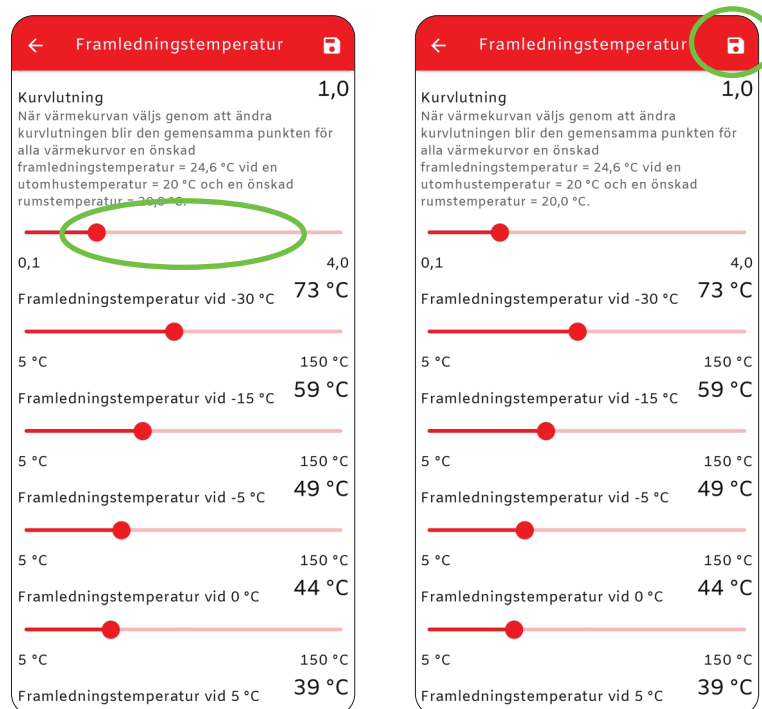 Framledningstemperatur
Kurvlutning 1,0
När värmekurvan väljs genom att ändra
kurvlutningen blir den gemensamma punkten för
alla värmekurvor en önskad
framledningstemperatur = 24,6 °C vid en
utomhustemperatur = 20 °C och en önskad
rumstemperatur = 20,0 °C.
0,1 4,0
Framledningstemperatur vid -30 °C 73 °C
5 °C 150 °C
Framledningstemperatur vid -15 °C 59 °C
5 °C 150 °C
Framledningstemperatur vid -5 °C 49 °C
5 °C 150 °C
Framledningstemperatur vid 0 °C 44 °C
5 °C 150 °C
Framledningstemperatur vid 5 °C 39 °C
Framledningstemperatur
Kurvlutning 1,0
När värmekurvan väljs genom att ändra
kurvlutningen blir den gemensamma punkten för
alla värmekurvor en önskad
framledningstemperatur = 24,6 °C vid en
utomhustemperatur = 20 °C och en önskad
rumstemperatur = 20,0 °C.
0,1 4,0
Framledningstemperatur vid -30 °C 73 °C
5 °C 150 °C
Framledningstemperatur vid -15 °C 59 °C
5 °C 150 °C
Framledningstemperatur vid -5 °C 49 °C
5 °C 150 °C
Framledningstemperatur vid 0 °C 44 °C
5 °C 150 °C
Framledningstemperatur vid 5 °C 39 °C